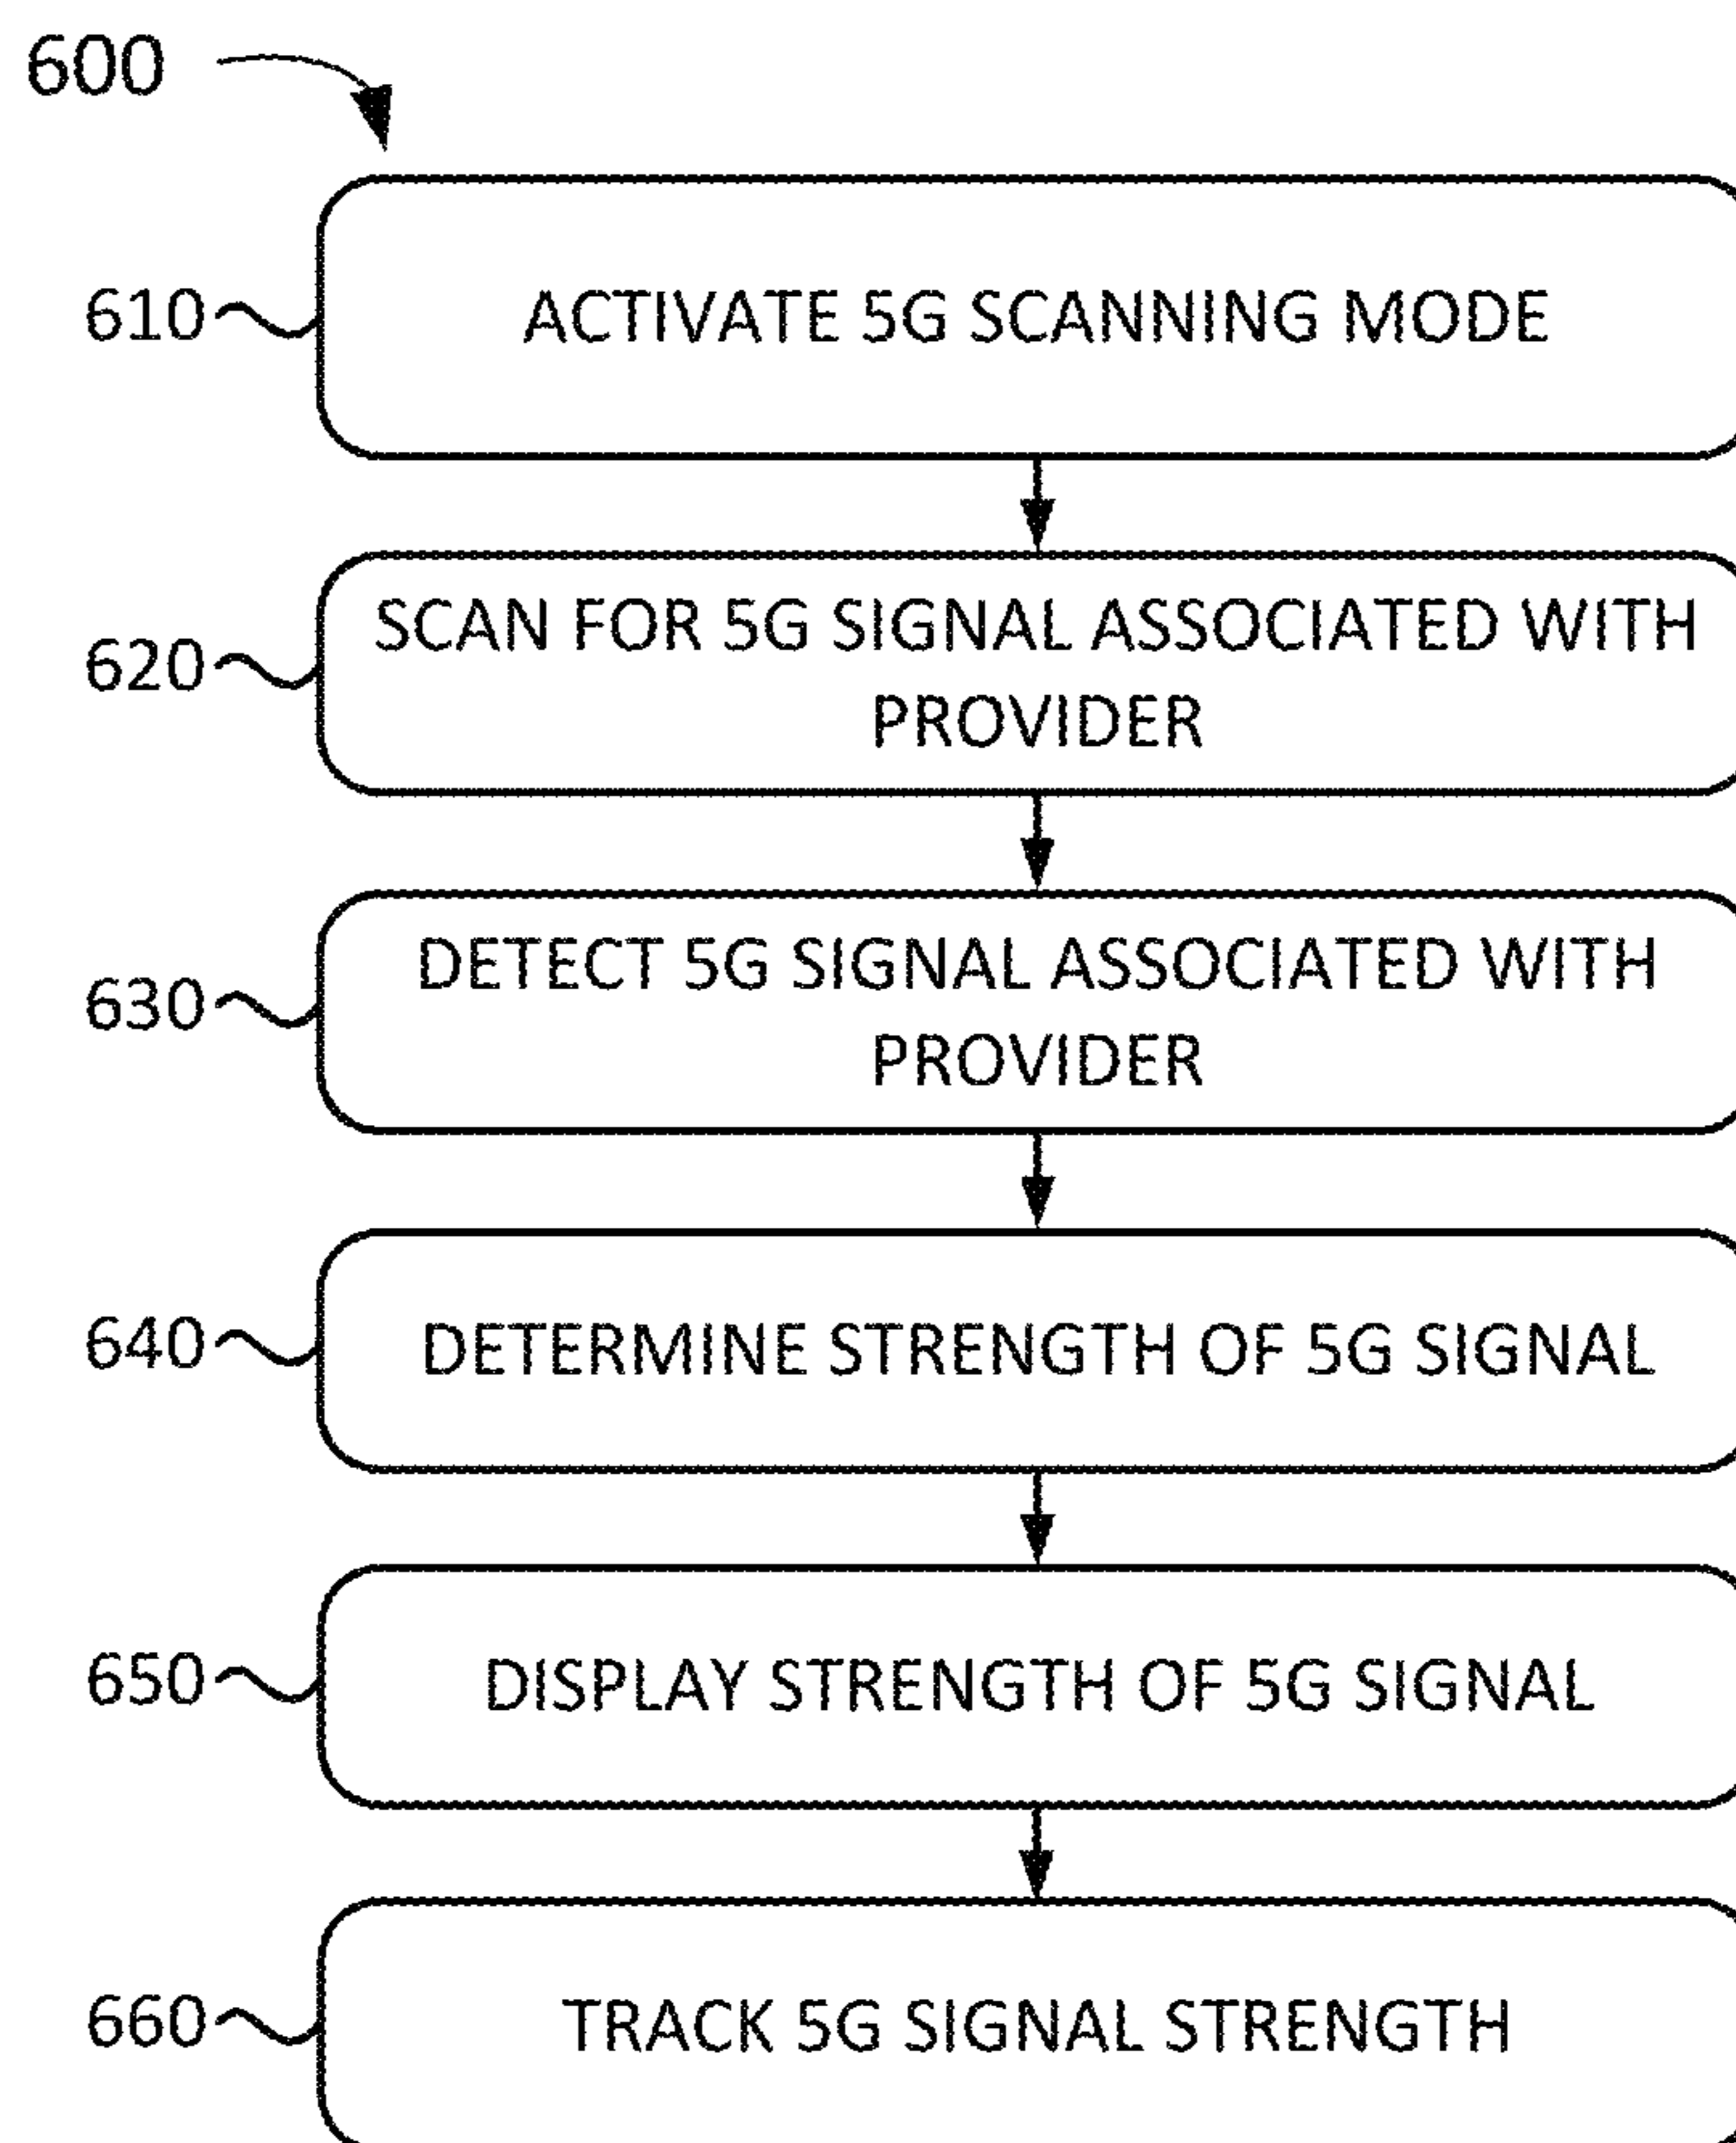 600
610
ACTIVATE 5G SCANNING MODE
620
SCAN FOR 5G SIGNAL ASSOCIATED WITH
PROVIDER
630
DETECT 5G SIGNAL ASSOCIATED WITH
PROVIDER
640
DETERMINE STRENGTH OF 5G SIGNAL
650
DISPLAY STRENGTH OF 5G SIGNAL
660
TRACK 5G SIGNAL STRENGTH